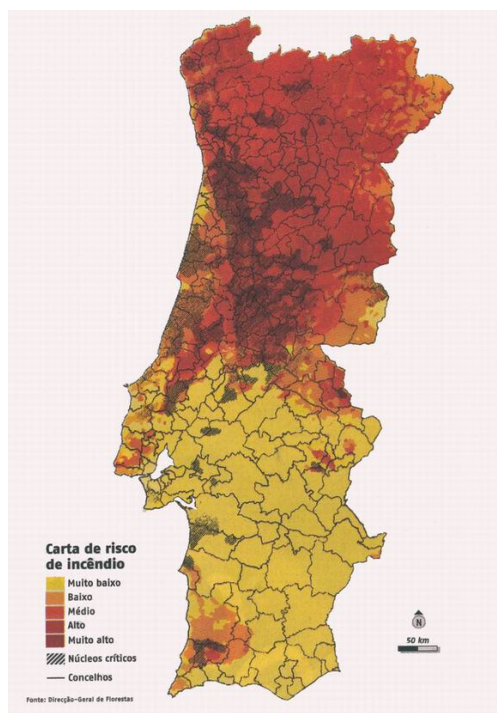 Carta de risco
de incêndio
Muito baixo
Baixo
Médio
Alto
Muito alto
Núcleos críticos
Concelhos
Fonte: Direcção-Geral de Florestas
N
50 km